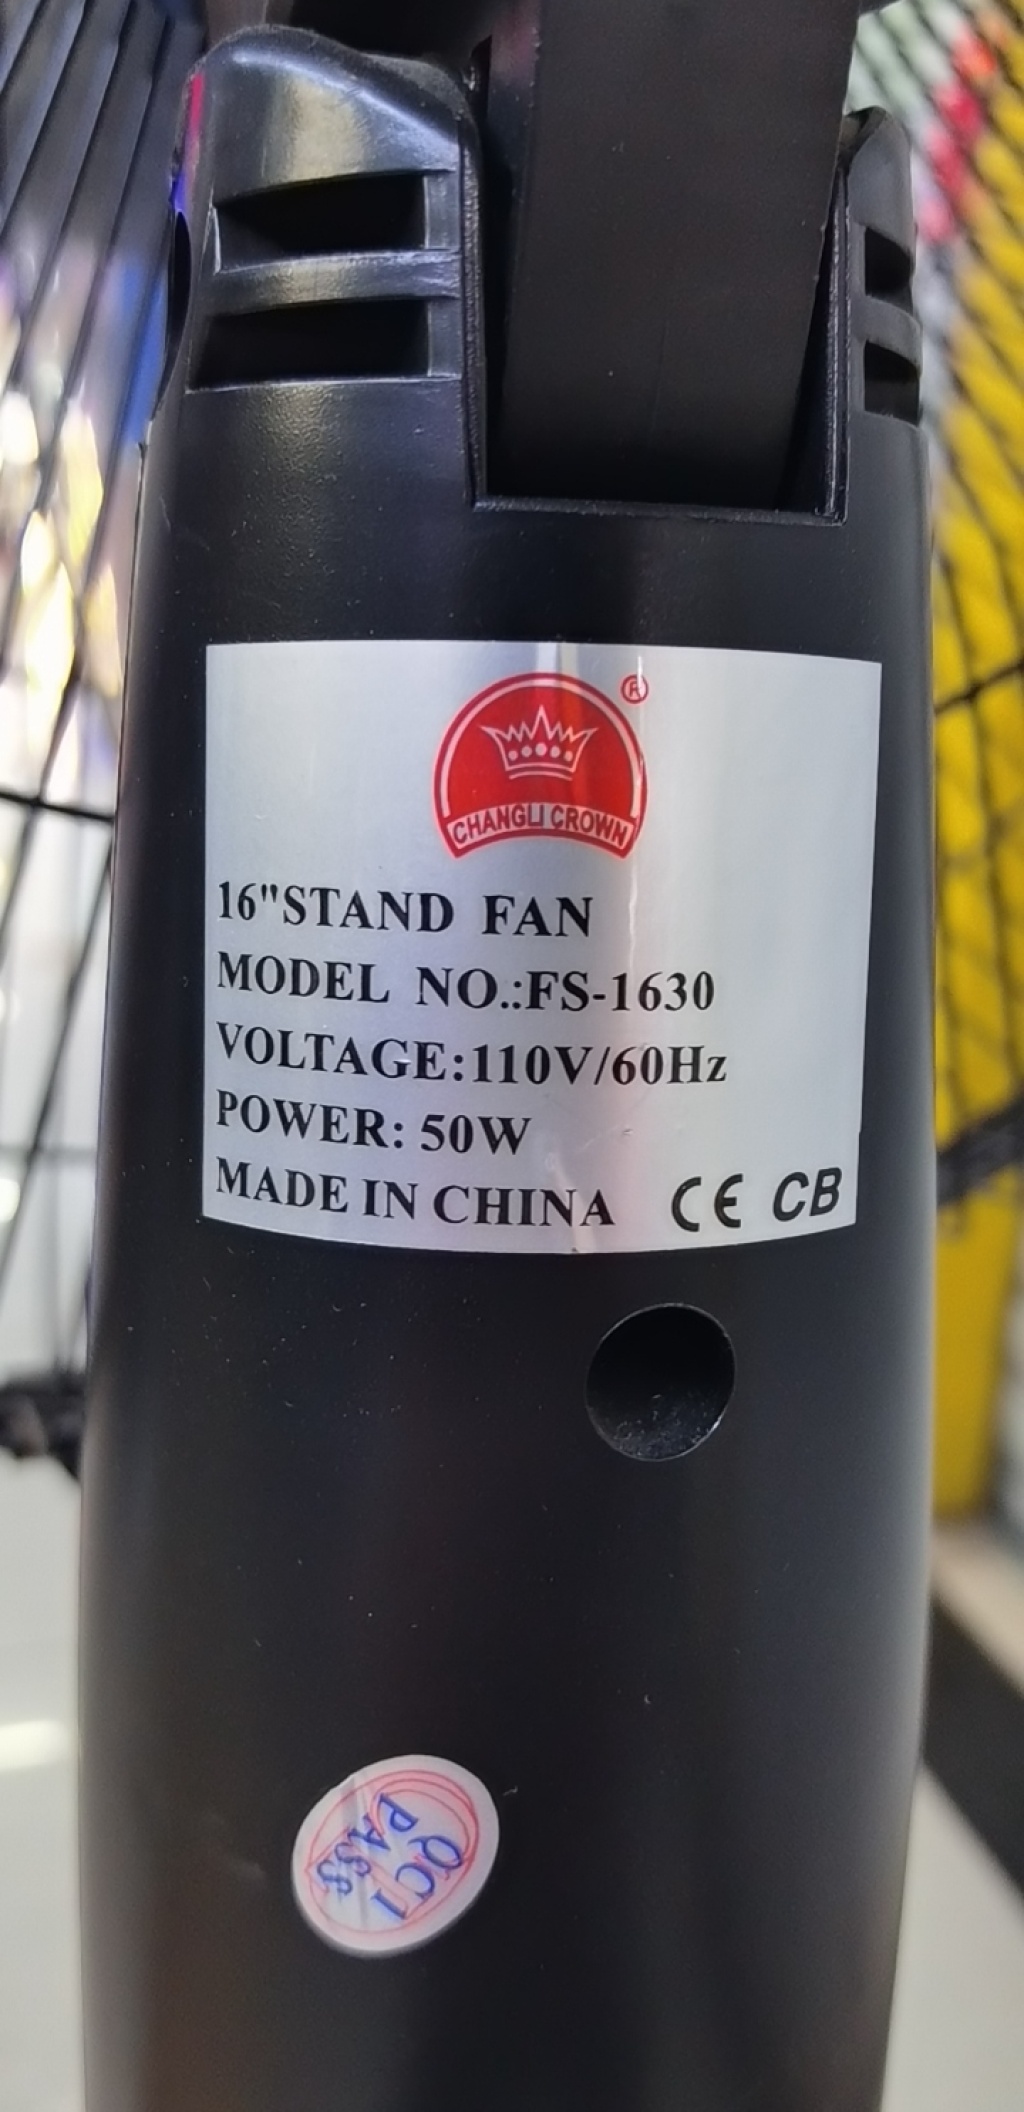 ®
CHANGLI CROWN
16"STAND FAN
MODEL NO.:FS-1630
VOLTAGE:110V/60Hz
POWER: 50W
MADE IN CHINA CE CB
QC1
PASS